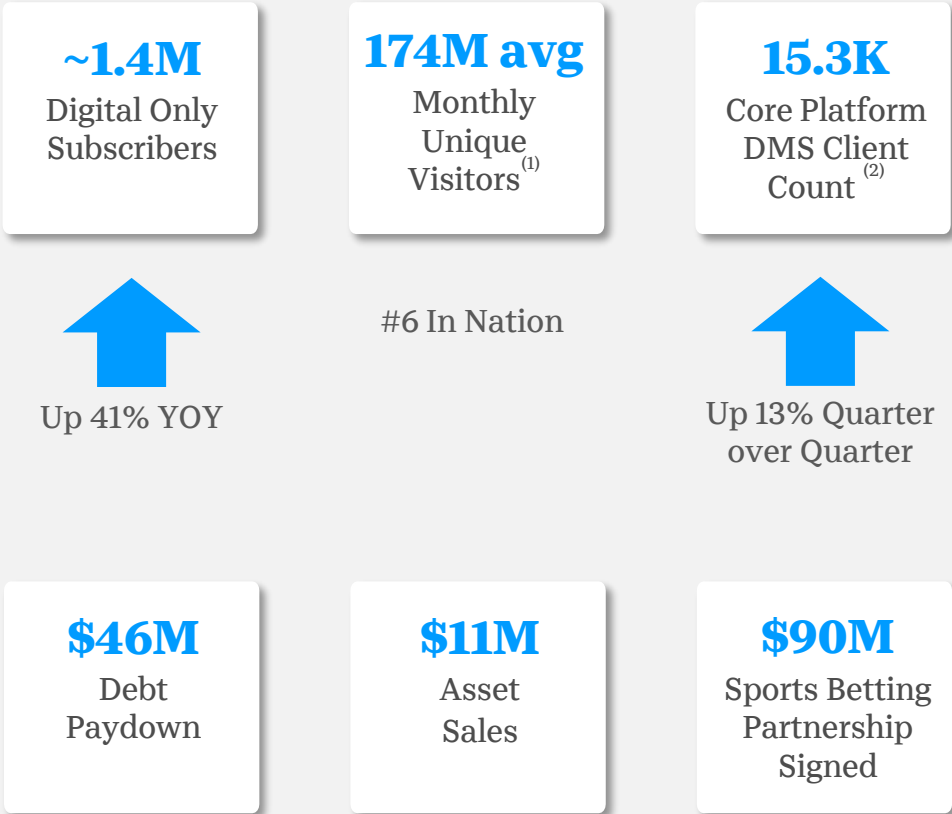 ~1.4M
Digital Only
Subscribers
174M avg
Monthly
Unique
Visitors(1)
15.3K
Core Platform
DMS Client
Count (2)
Up 41% YOY
#6 In Nation
Up 13% Quarter
over Quarter
$46M
Debt
Paydown
$11M
Asset
Sales
$90M
Sports Betting
Partnership
Signed